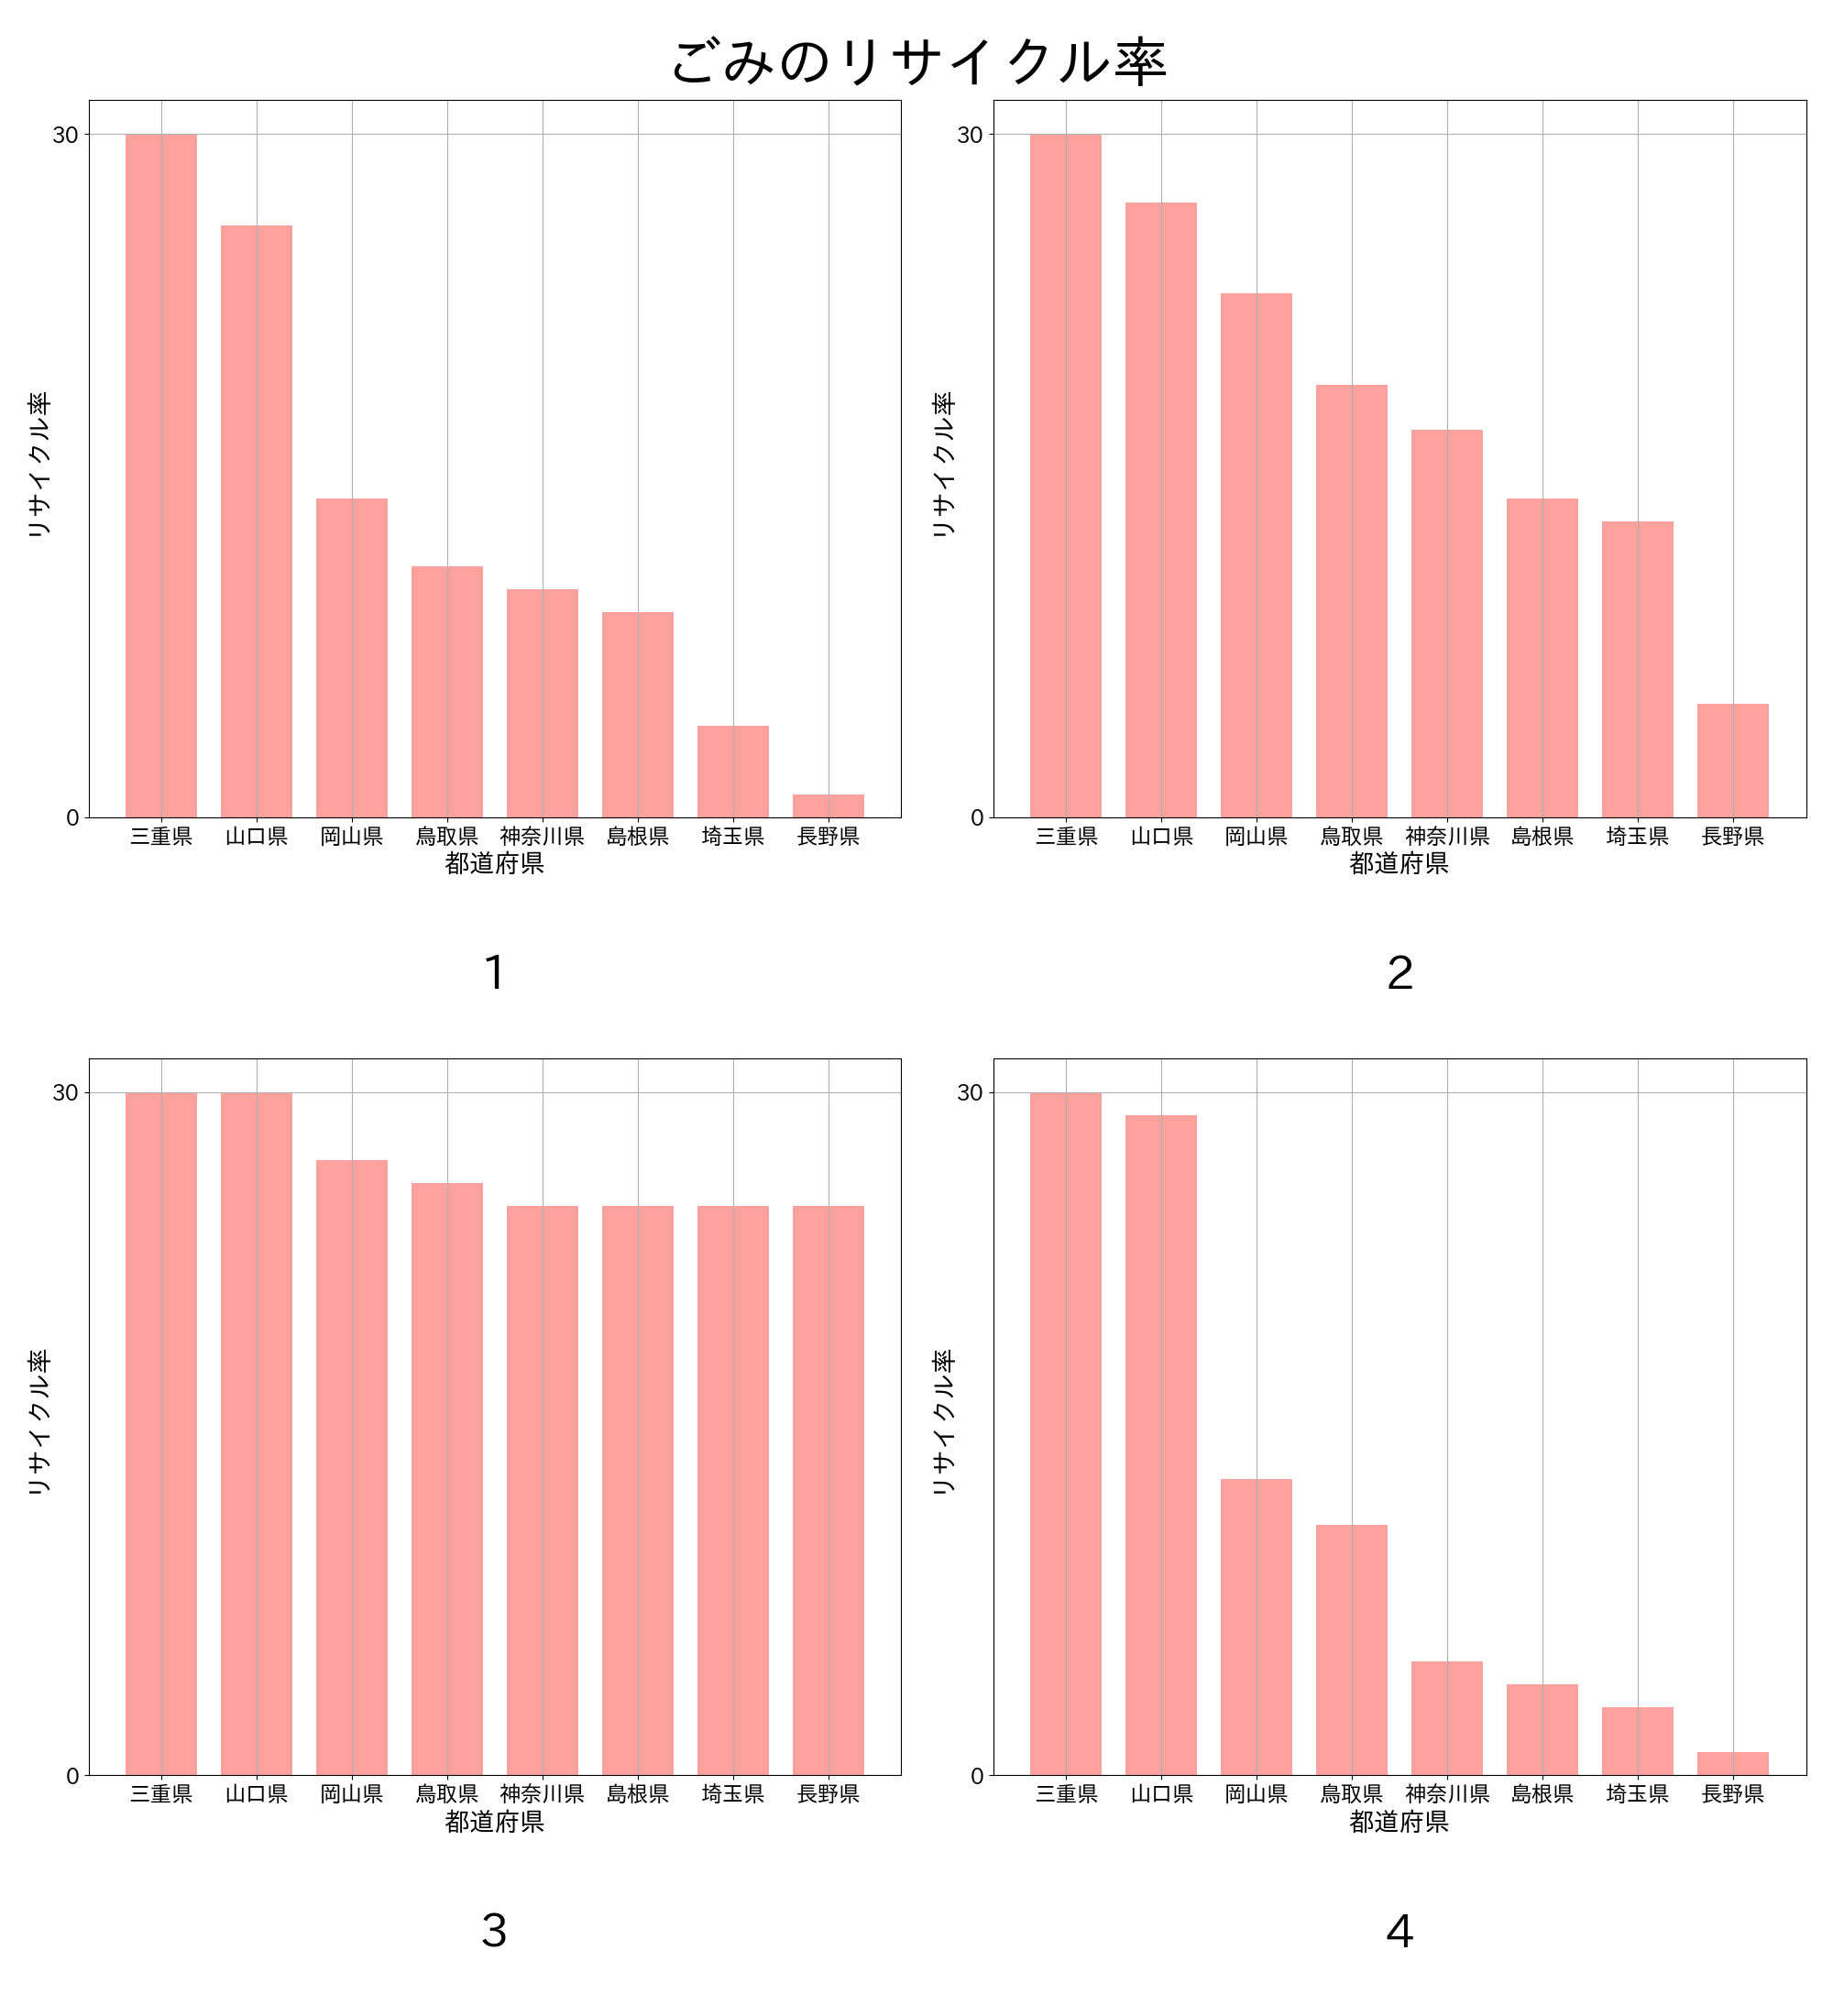 ごみのリサイクル率
30
0
リサイクル率
三重県 山口県 岡山県 鳥取県 神奈川県 島根県 埼玉県 長野県
都道府県
1
30
0
リサイクル率
三重県 山口県 岡山県 鳥取県 神奈川県 島根県 埼玉県 長野県
都道府県
2
30
0
リサイクル率
三重県 山口県 岡山県 鳥取県 神奈川県 島根県 埼玉県 長野県
都道府県
3
30
0
リサイクル率
三重県 山口県 岡山県 鳥取県 神奈川県 島根県 埼玉県 長野県
都道府県
4